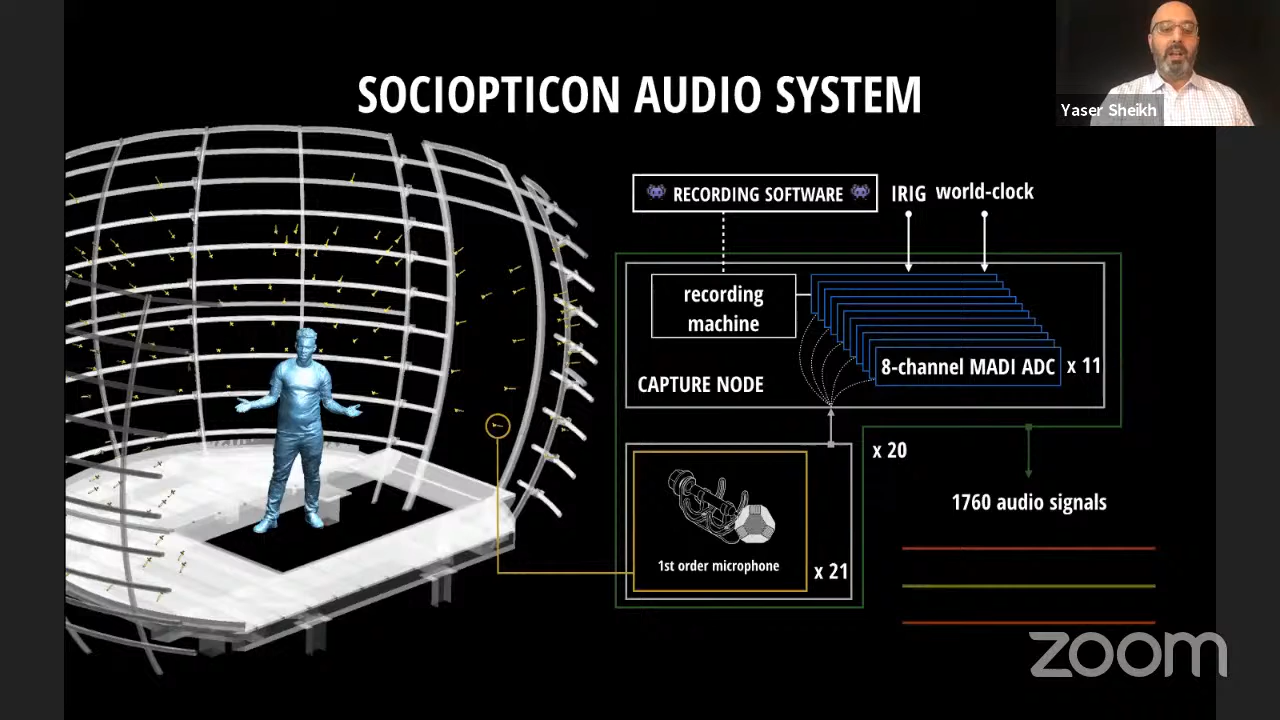 Yaser Sheikh
SOCIOPTICON AUDIO SYSTEM
RECORDING SOFTWARE
IRIG world-clock
recording
machine
8-channel MADI ADC x 11
CAPTURE NODE
x 20
1760 audio signals
1st order microphone
x 21
zoom